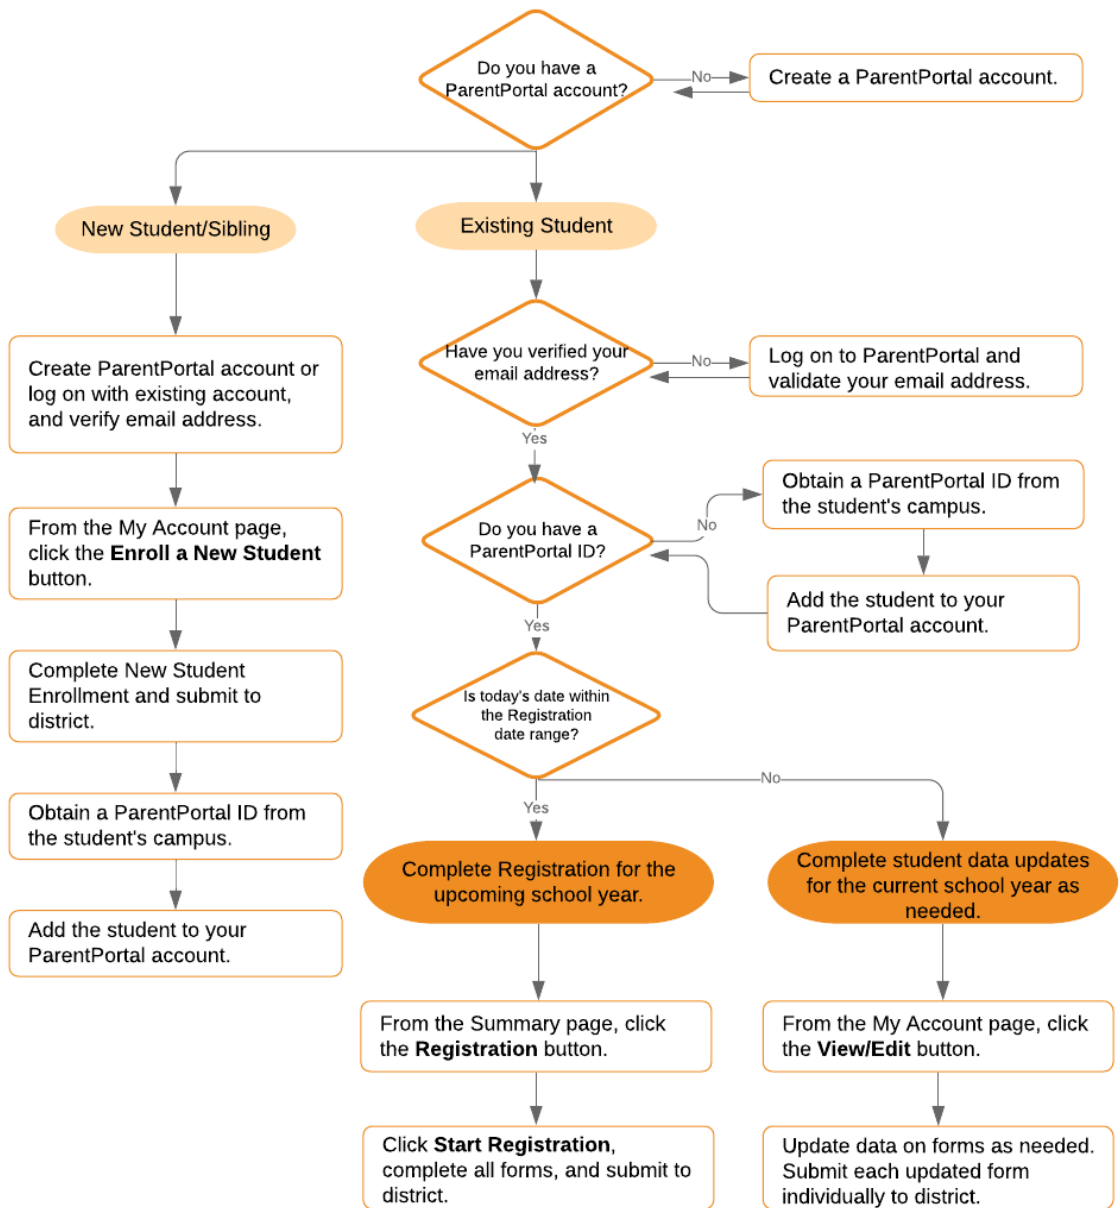 Do you have a
ParentPortal account?
No
Create a ParentPortal account.
New Student/Sibling
Existing Student
Create ParentPortal account or
log on with existing account,
and verify email address.
From the My Account page,
click the Enroll a New Student
button.
Complete New Student
Enrollment and submit to
district.
Obtain a ParentPortal ID from
the student's campus.
Add the student to your
ParentPortal account.
Have you verified your
email address?
No
Log on to ParentPortal and
validate your email address.
Yes
Do you have a
ParentPortal ID?
No
Obtain a ParentPortal ID from
the student's campus.
Add the student to your
ParentPortal account.
Yes
Is today's date within
the Registration
date range?
Yes
No
Complete Registration for the
upcoming school year.
From the Summary page, click
the Registration button.
Click Start Registration,
complete all forms, and submit to
district.
Complete student data updates
for the current school year as
needed.
From the My Account page, click
the View/Edit button.
Update data on forms as needed.
Submit each updated form
individually to district.